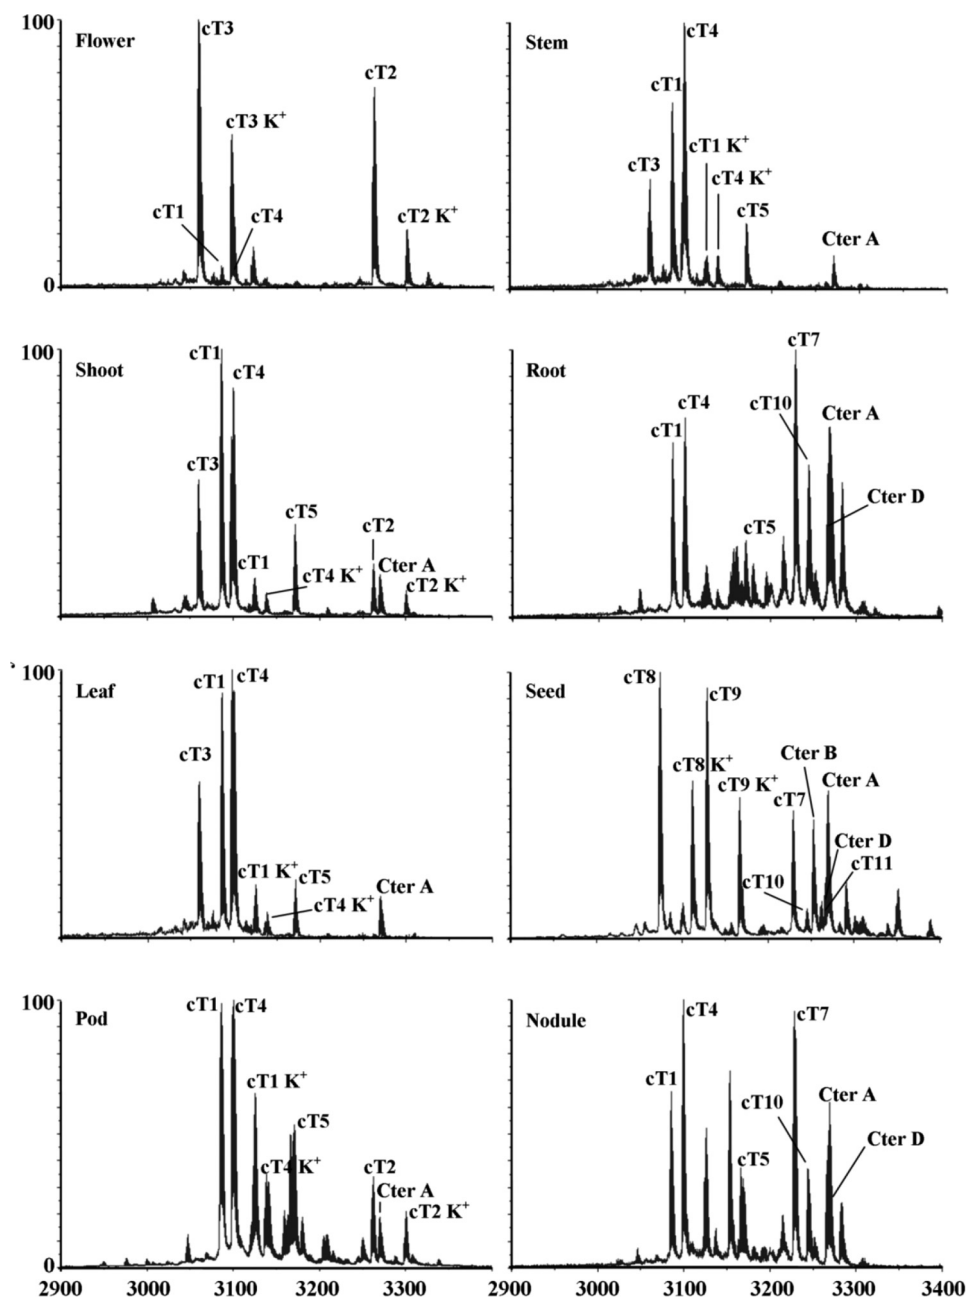 100
Flower
cT3
cT3 K+
cT1
cT4
cT2
cT2 K+
0
Stem
cT4
cT1
cT3
cT1 K+
cT4 K+
cT5
Cter A
100
Shoot
cT1
cT4
cT3
cT1
cT4 K+
cT5
cT2
Cter A
cT2 K+
Root
cT1
cT4
cT5
cT7
cT10
Cter A
Cter D
100
Leaf
cT1
cT4
cT3
cT1 K+
cT4 K+
cT5
Cter A
Seed
cT8
cT9
cT8 K+
cT9 K+
cT7
Cter B
Cter A
Cter D
cT10
cT11
100
Pod
cT1
cT4
cT1 K+
cT4 K+
cT5
cT2
Cter A
cT2 K+
0
2900 3000 3100 3200 3300
Nodule
cT1
cT4
cT5
cT7
cT10
Cter A
Cter D
2900 3000 3100 3200 3300 3400